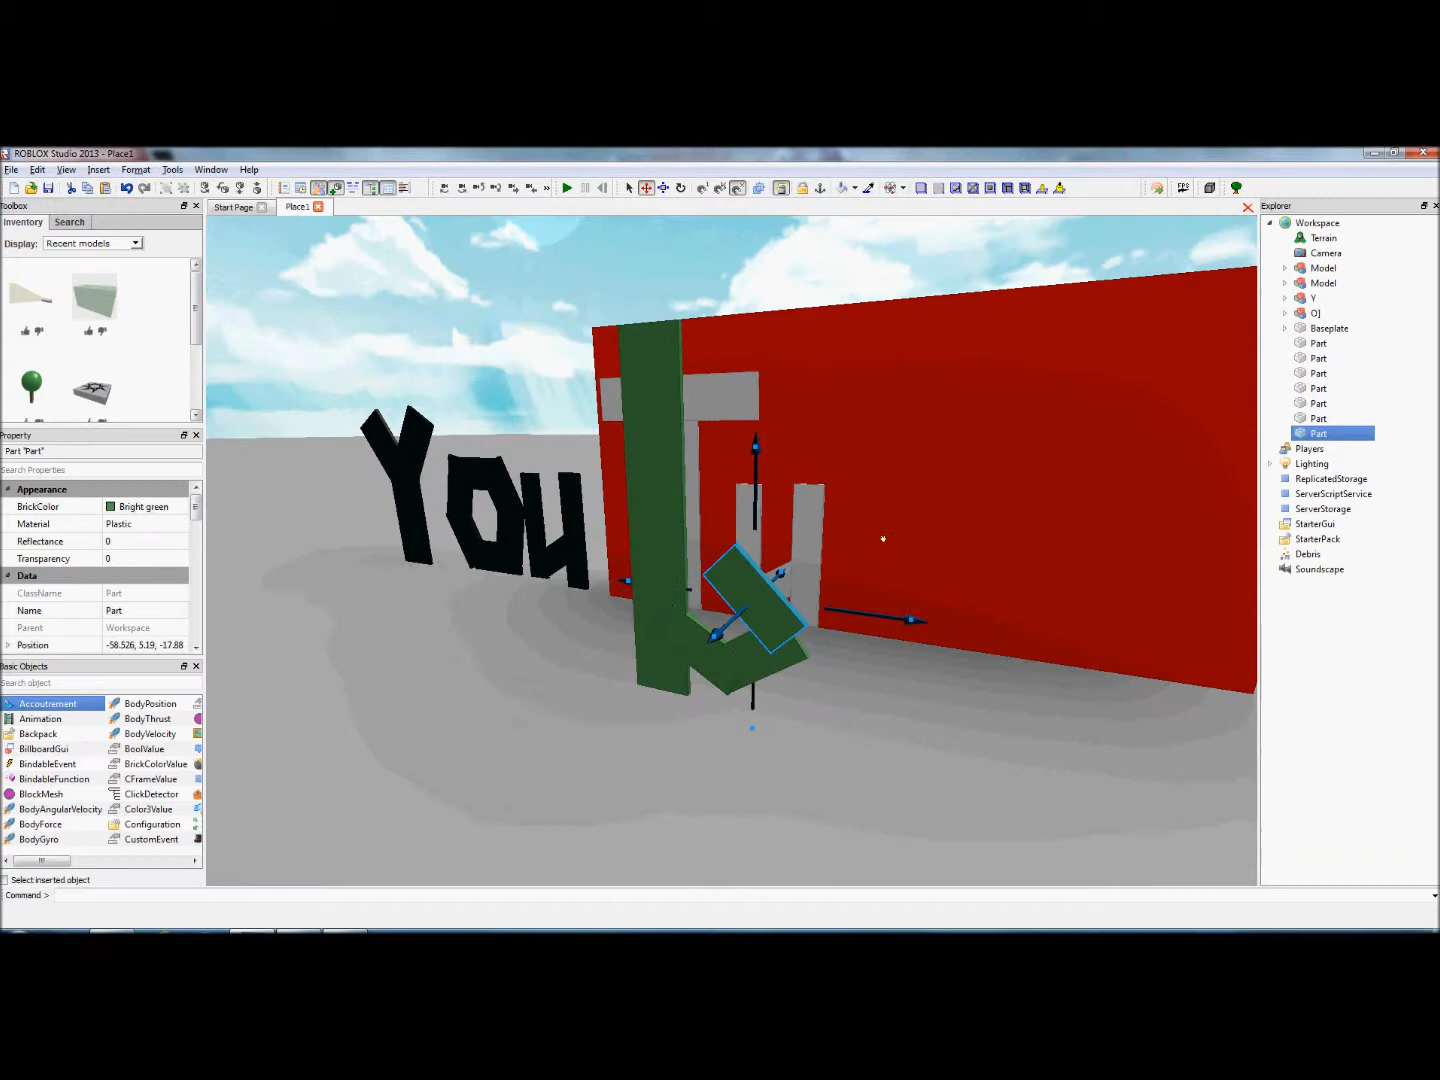 ROBLOX Studio 2013 - Place1
File Edit View Insert Format Tools Window Help
Toolbox
Start Page Place1
Explorer
Inventory Search
Display: Recent models
Workspace
Terrain
Camera
Model
Model
Y
O]
Baseplate
Part
Part
Part
Part
Part
Part
Part
Players
Lighting
ReplicatedStorage
ServerScriptService
ServerStorage
StarterGui
StarterPack
Debris
Soundscape
You Tu
Property
Part "Part"
Search Properties
Appearance
BrickColor Bright green
Material Plastic
Reflectance 0
Transparency 0
Data
ClassName Part
Name Part
Parent Workspace
Position -58.526, 5.19, -17.88
Basic Objects
Search object
Accoutrement BodyPosition
Animation BodyThrust
Backpack BodyVelocity
BillboardGui BoolValue
BindableEvent BrickColorValue
BindableFunction CFrameValue
BlockMesh ClickDetector
BodyAngularVelocity Color3Value
BodyForce Configuration
BodyGyro CustomEvent
Select inserted object
Command >